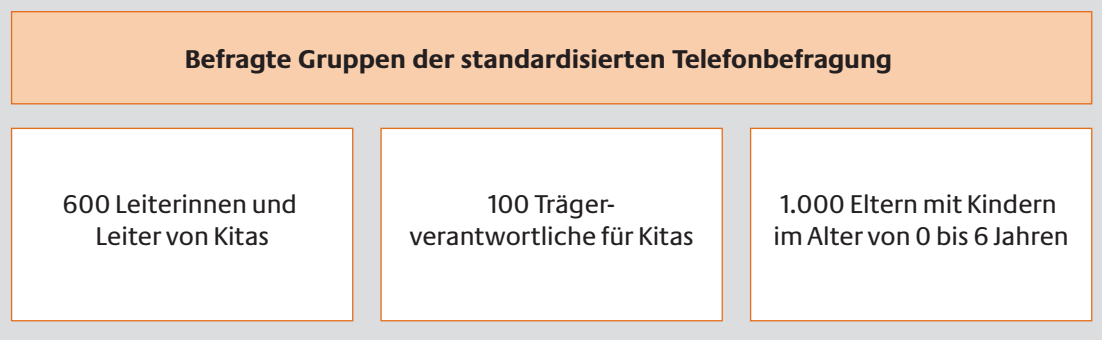 Befragte Gruppen der standardisierten Telefonbefragung
600 Leiterinnen und
Leiter von Kitas
100 Träger-
verantwortliche für Kitas
1.000 Eltern mit Kindern
im Alter von 0 bis 6 Jahren